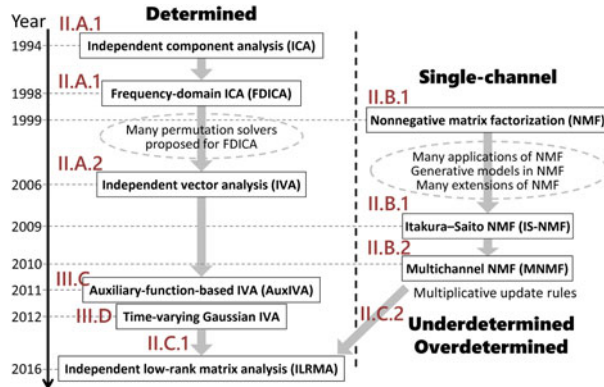 Year
Determined
II.A.1
1994
Independent component analysis (ICA)
II.A.1
1998
Frequency-domain ICA (FDICA)
Single-channel
II.B.1
1999
Nonnegative matrix factorization (NMF)
Many permutation solvers
proposed for FDICA
Many applications of NMF
Generative models in NMF
Many extensions of NMF
II.A.2
2006
Independent vector analysis (IVA)
II.B.1
2009
Itakura–Saito NMF (IS-NMF)
II.B.2
2010
Multichannel NMF (MNMF)
III.C
2011
Auxiliary-function-based IVA (AuxIVA)
Multiplicative update rules
III.D
2012
Time-varying Gaussian IVA
II.C.2
Underdetermined
Overdetermined
II.C.1
2016
Independent low-rank matrix analysis (ILRMA)